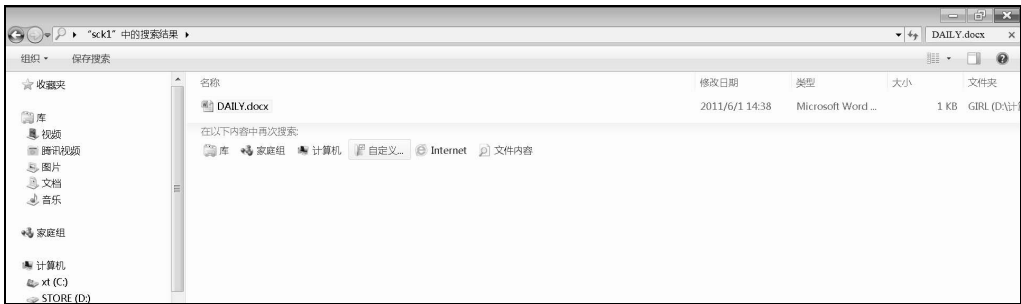 “sck1” 中的搜索结果
DAILY.docx
组织 保存搜索
收藏夹
库
视频
腾讯视频
图片
文档
音乐
家庭组
计算机
xt (C:)
STORE (D:)
名称 修改日期 类型 大小 文件夹
DAILY.docx 2011/6/1 14:38 Microsoft Word ... 1 KB GIRL (D:\计
在以下内容中再次搜索:
库 家庭组 计算机 自定义... Internet 文件内容